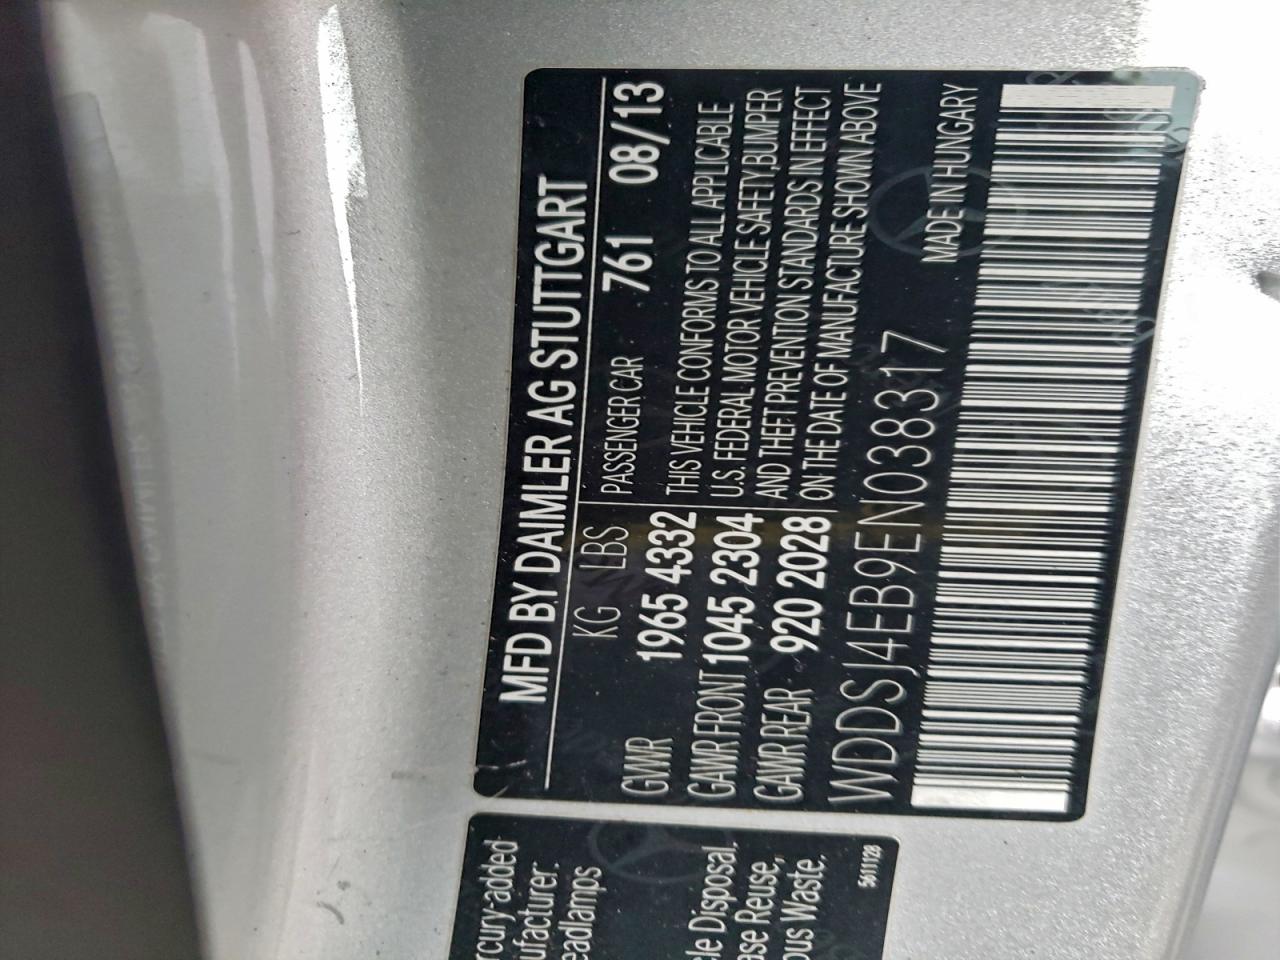 MFD BY DAIMLER AG STUTTGART
KG LBS PASSENGER CAR 761 08/13
GVWR 1965 4332
GAWR FRONT 1045 2304
GAWR REAR 920 2028
THIS VEHICLE CONFORMS TO ALL APPLICABLE
U.S. FEDERAL MOTOR VEHICLE SAFETY,BUMPER
AND THEFT PREVENTION STANDARDS IN EFFECT
ON THE DATE OF MANUFACTURE SHOWN ABOVE
WDDSJ4EB9EN038317 MADE IN HUNGARY
rcury-added
ufacturer:
eadlamps
cle Disposal.
ase Reuse,
ous Waste.
5611128